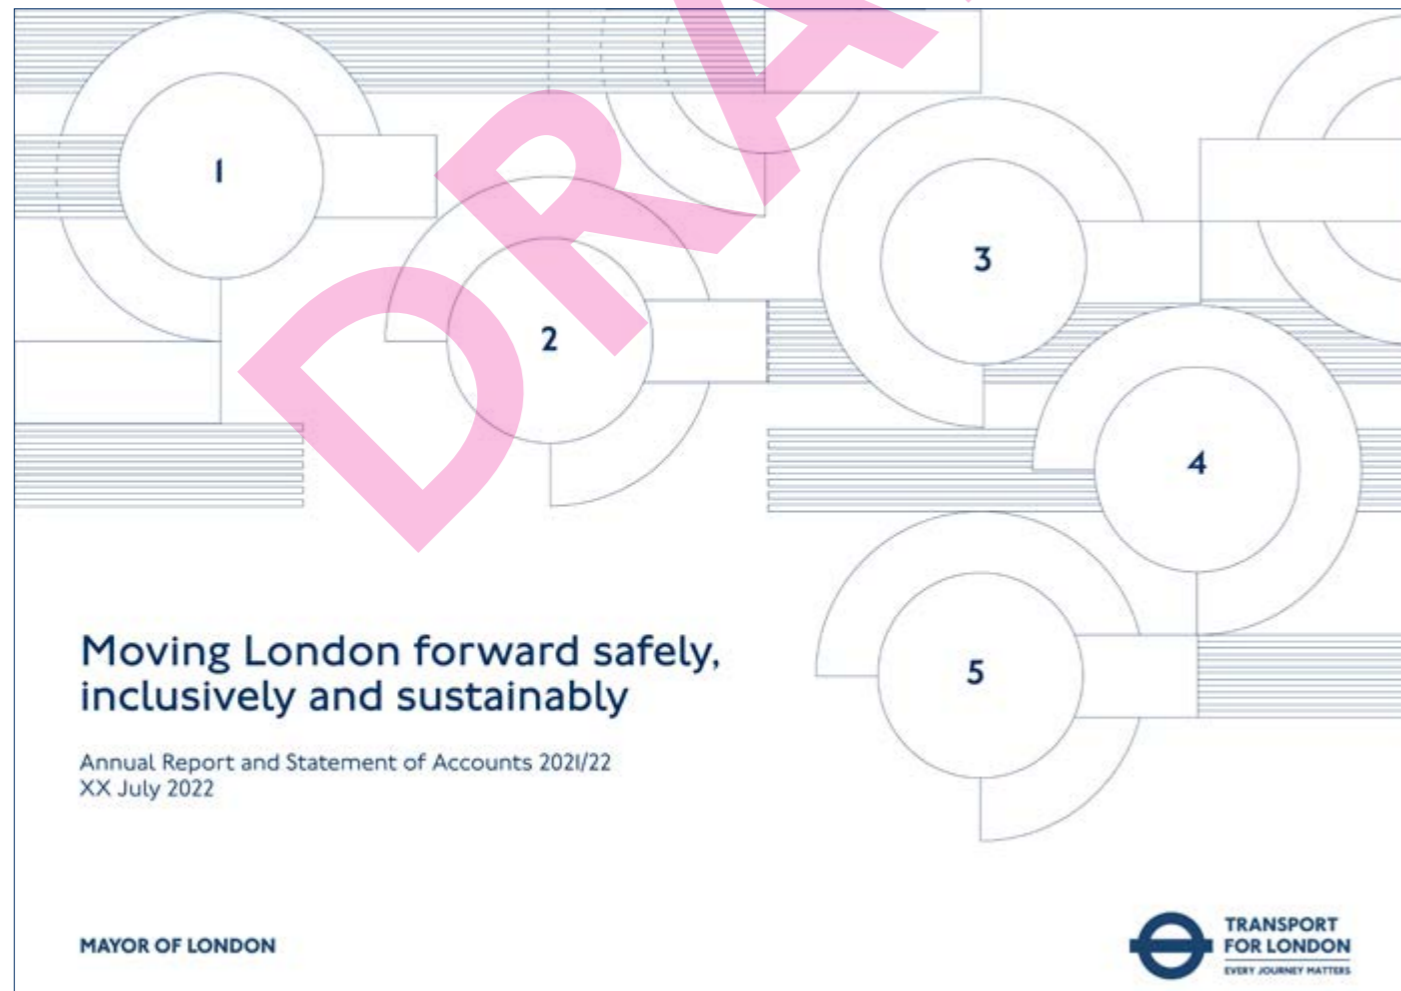 DRA
1
2
3
4
5
Moving London forward safely,
inclusively and sustainably
Annual Report and Statement of Accounts 2021/22
XX July 2022
MAYOR OF LONDON
TRANSPORT
FOR LONDON
EVERY JOURNEY MATTERS